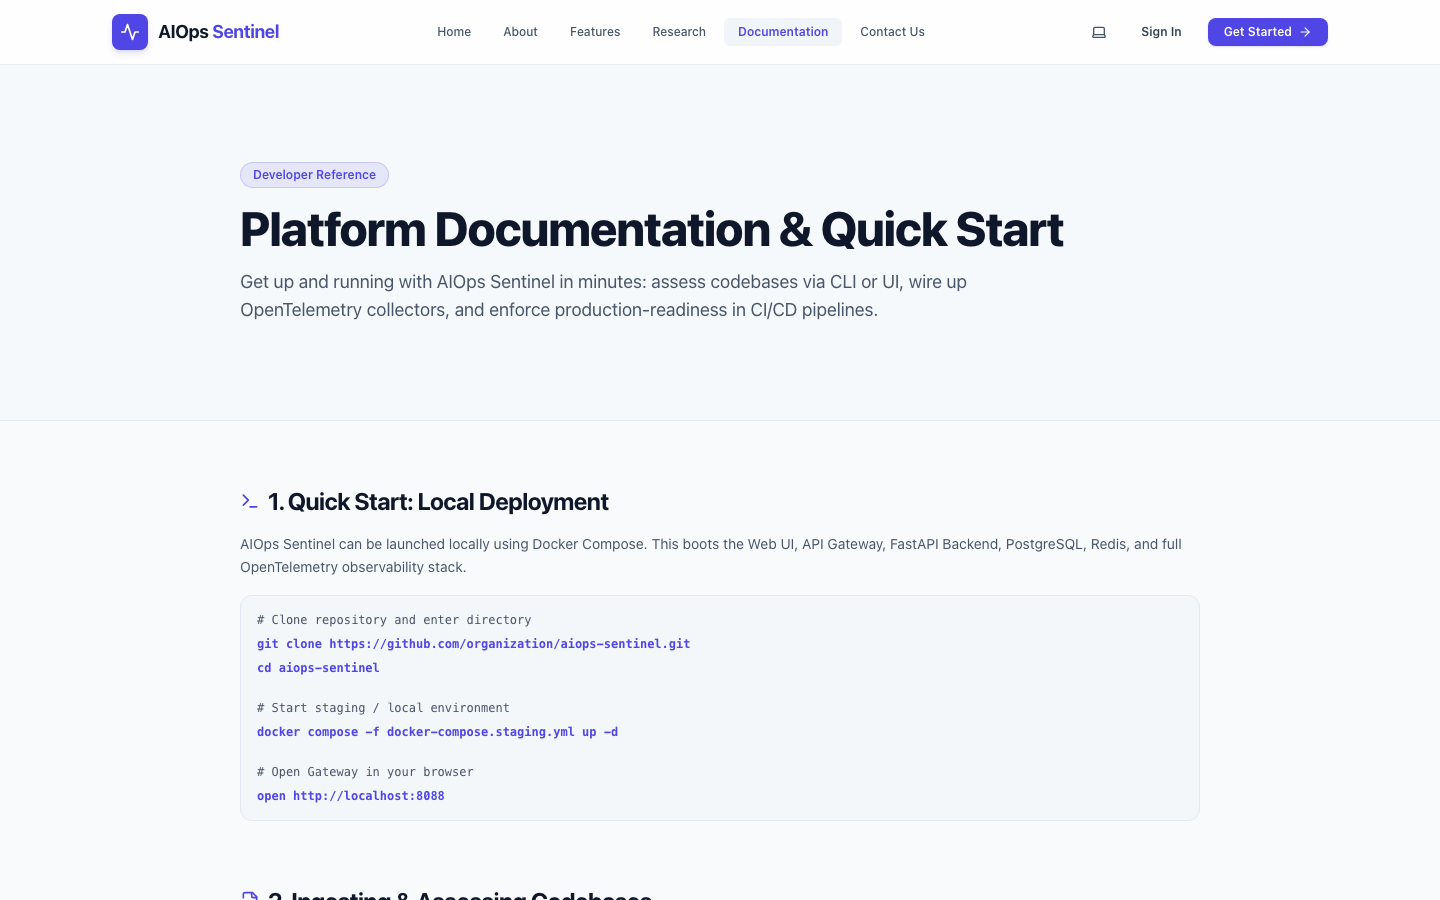 AIOps Sentinel
Home
About
Features
Research
Documentation
Contact Us
Sign In
Get Started
Developer Reference
Platform Documentation & Quick Start
Get up and running with AIOps Sentinel in minutes: assess codebases via CLI or UI, wire up
OpenTelemetry collectors, and enforce production-readiness in CI/CD pipelines.
1. Quick Start: Local Deployment
AIOps Sentinel can be launched locally using Docker Compose. This boots the Web UI, API Gateway, FastAPI Backend, PostgreSQL, Redis, and full
OpenTelemetry observability stack.
# Clone repository and enter directory
git clone https://github.com/organization/aiops-sentinel.git
cd aiops-sentinel
# Start staging / local environment
docker compose -f docker-compose.staging.yml up -d
# Open Gateway in your browser
open http://localhost:8088
2. Ingesting & Assessing Codebases